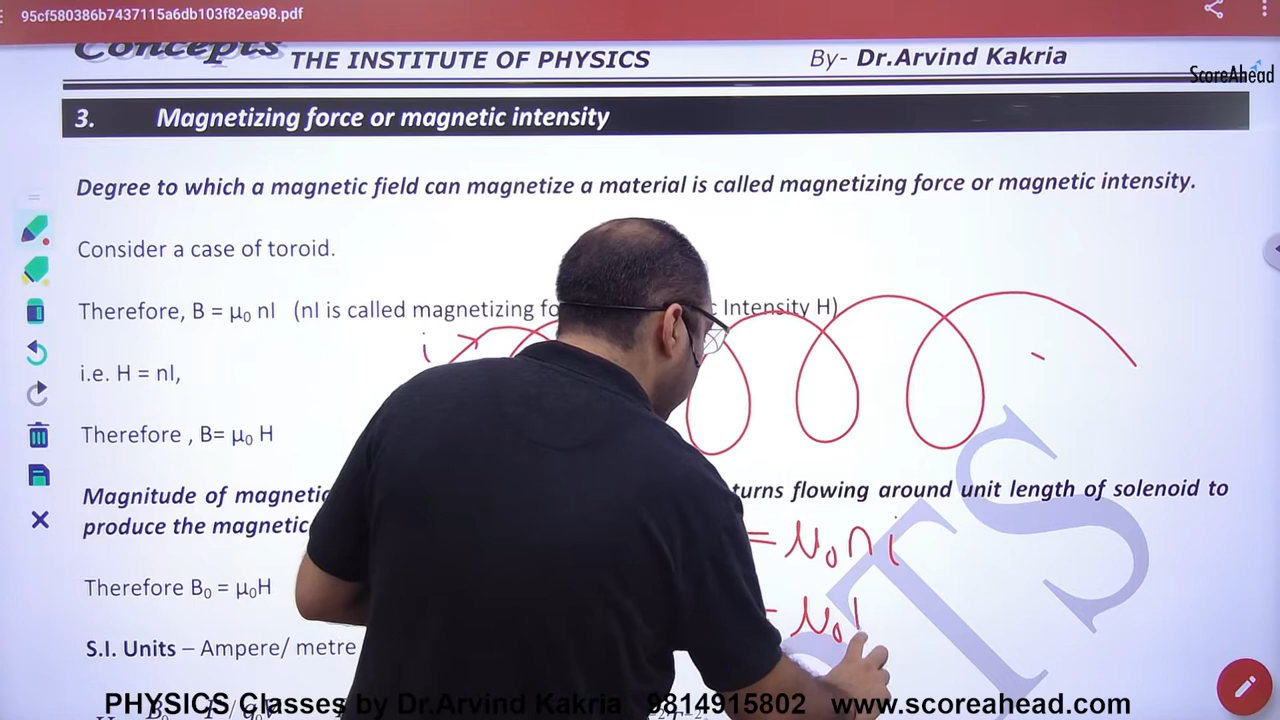 95cf580386b7437115a6db103f82ea98.pdf
Concepts THE INSTITUTE OF PHYSICS By- Dr.Arvind Kakria
ScoreAhead
3. Magnetizing force or magnetic intensity
Degree to which a magnetic field can magnetize a material is called magnetizing force or magnetic intensity.
Consider a case of toroid.
Therefore, B = μ₀ nI (nI is called magnetizing fo Intensity H)
i
i.e. H = nI,
Therefore , B= μ₀ H
Magnitude of magnetic turns flowing around unit length of solenoid to
produce the magnetic
= μ₀ n i
Therefore B₀ = μ₀H
= μ₀
S.I. Units – Ampere/ metre
PHYSICS Classes by Dr.Arvind Kakria 9814915802 www.scoreahead.com